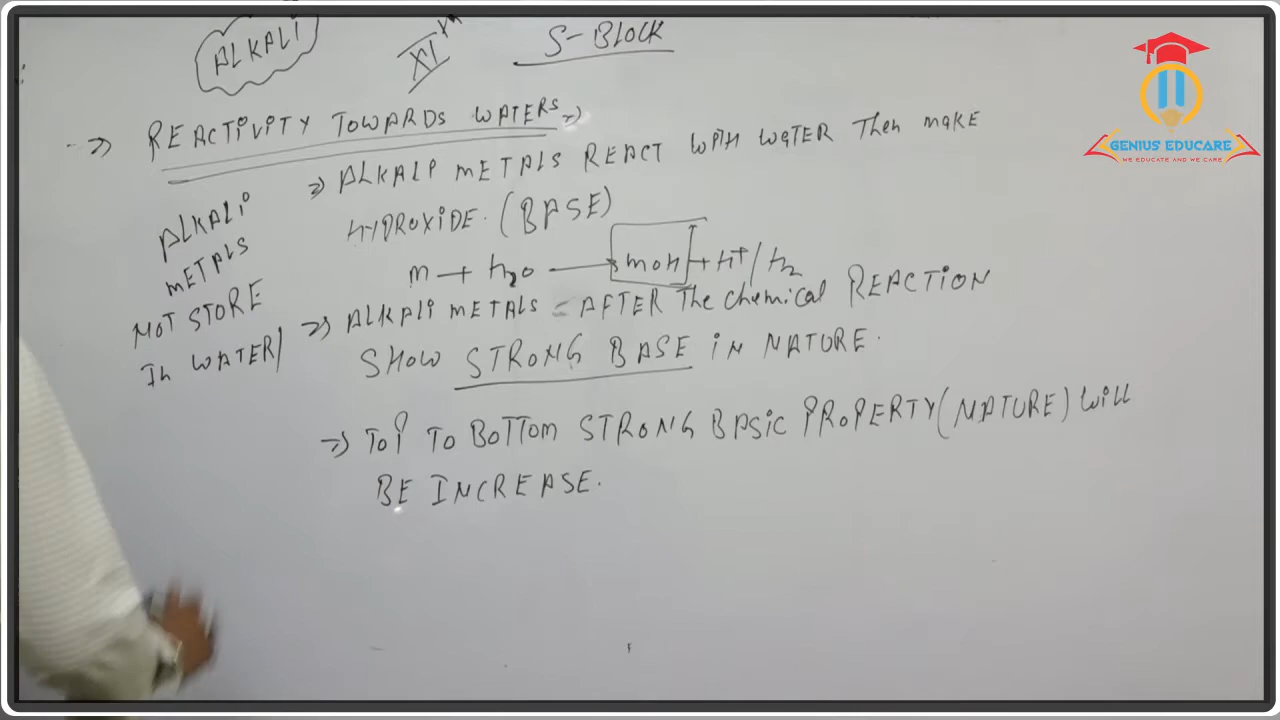 ALKALI
XI th
S-BLOCK
GENIUS EDUCARE
WE EDUCATE AND WE CARE
⇒ REACTIVITY TOWARDS WATERS ⇒
⇒ ALKALI METALS REACT WITH WATER Then MAKE
HYDROXIDE. (BASE)
M + H2O → MOH + H↑/H2
ALKALI
METALS
NOT STORE
In WATER/
⇒ ALKALI METALS = AFTER The chemical REACTION
SHOW STRONG BASE IN NATURE.
⇒ TOP TO BOTTOM STRONG BASIC PROPERTY (NATURE) WILL
BE INCREASE.